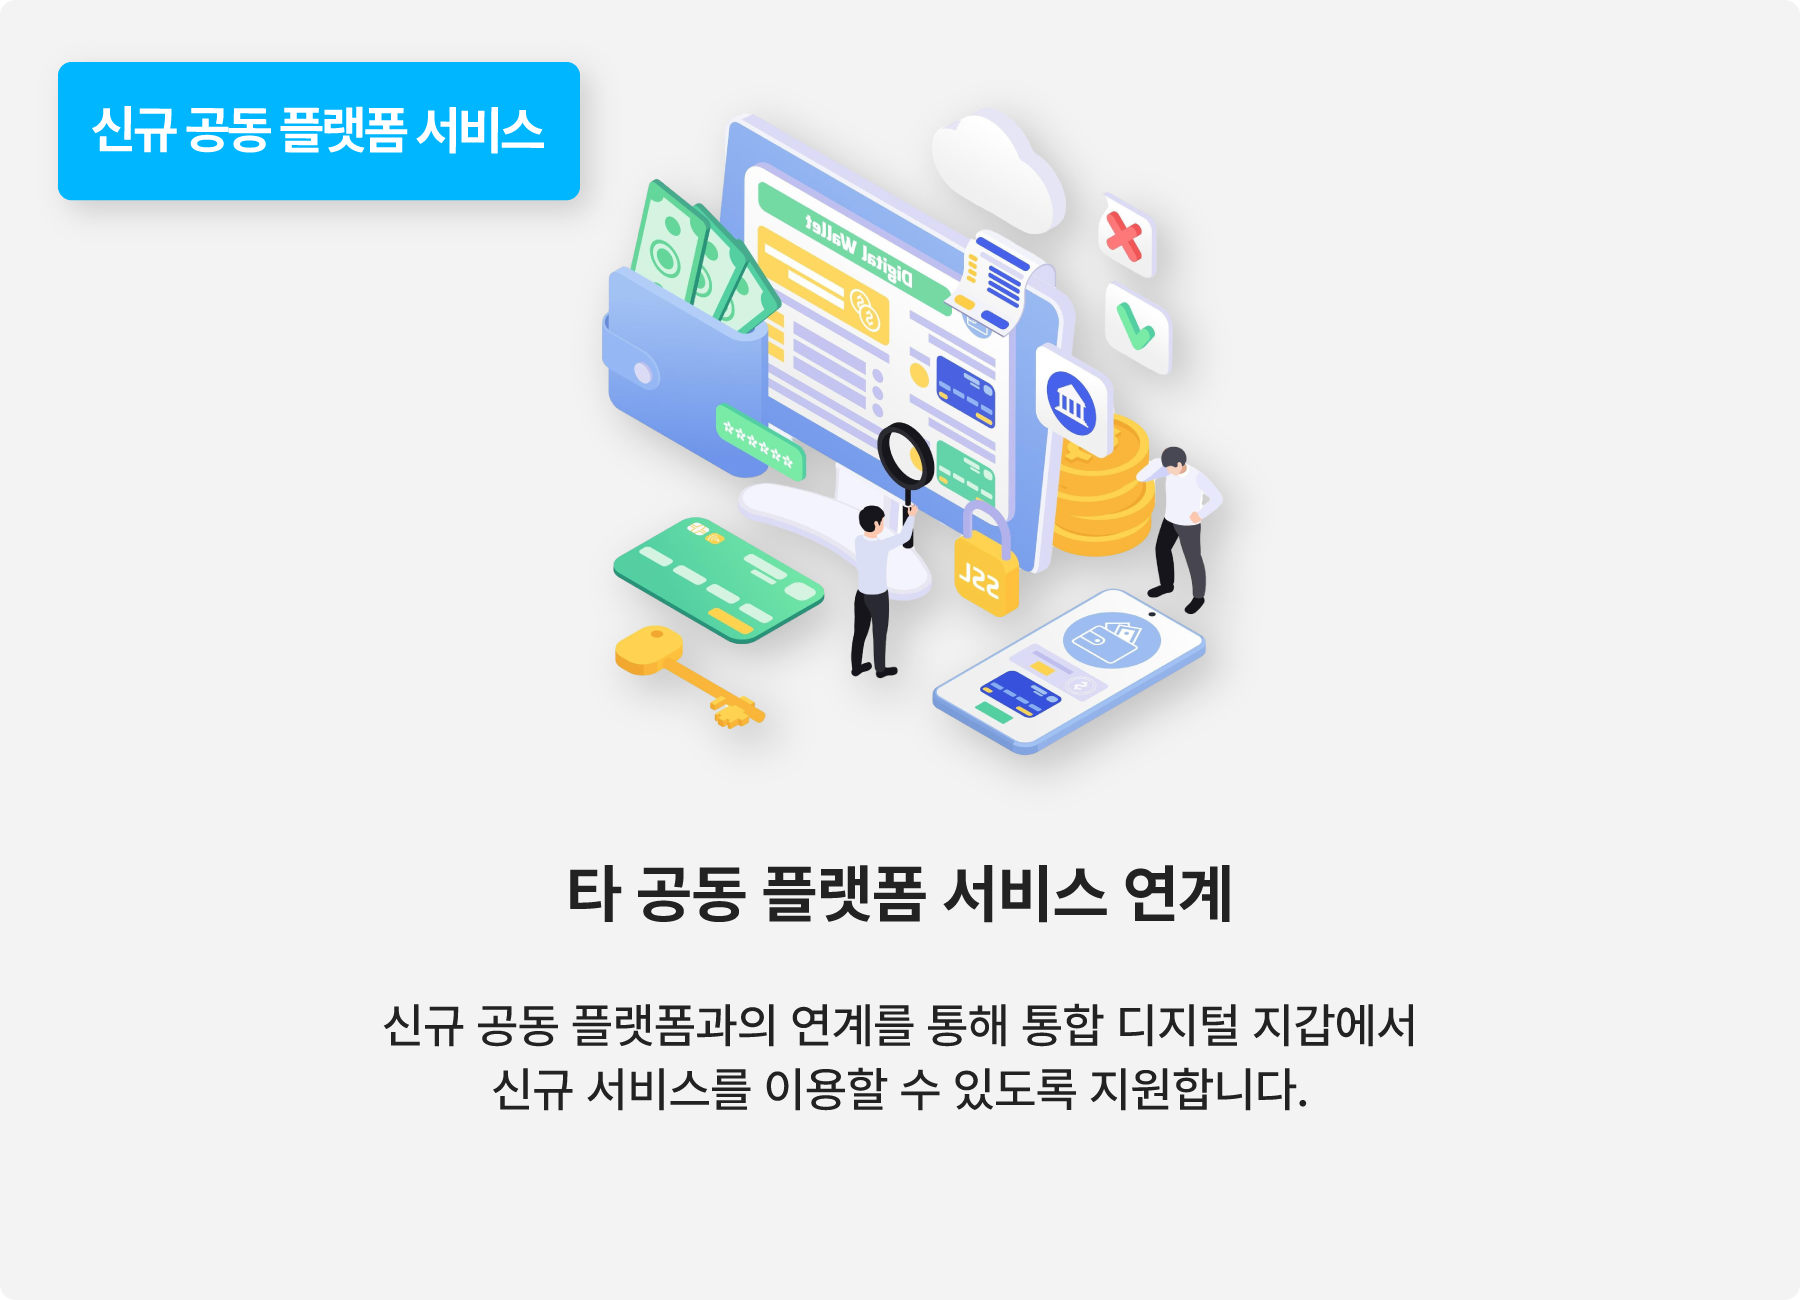 신규 공동 플랫폼 서비스
Digital Wallet
SSL
타 공동 플랫폼 서비스 연계
신규 공동 플랫폼과의 연계를 통해 통합 디지털 지갑에서
신규 서비스를 이용할 수 있도록 지원합니다.